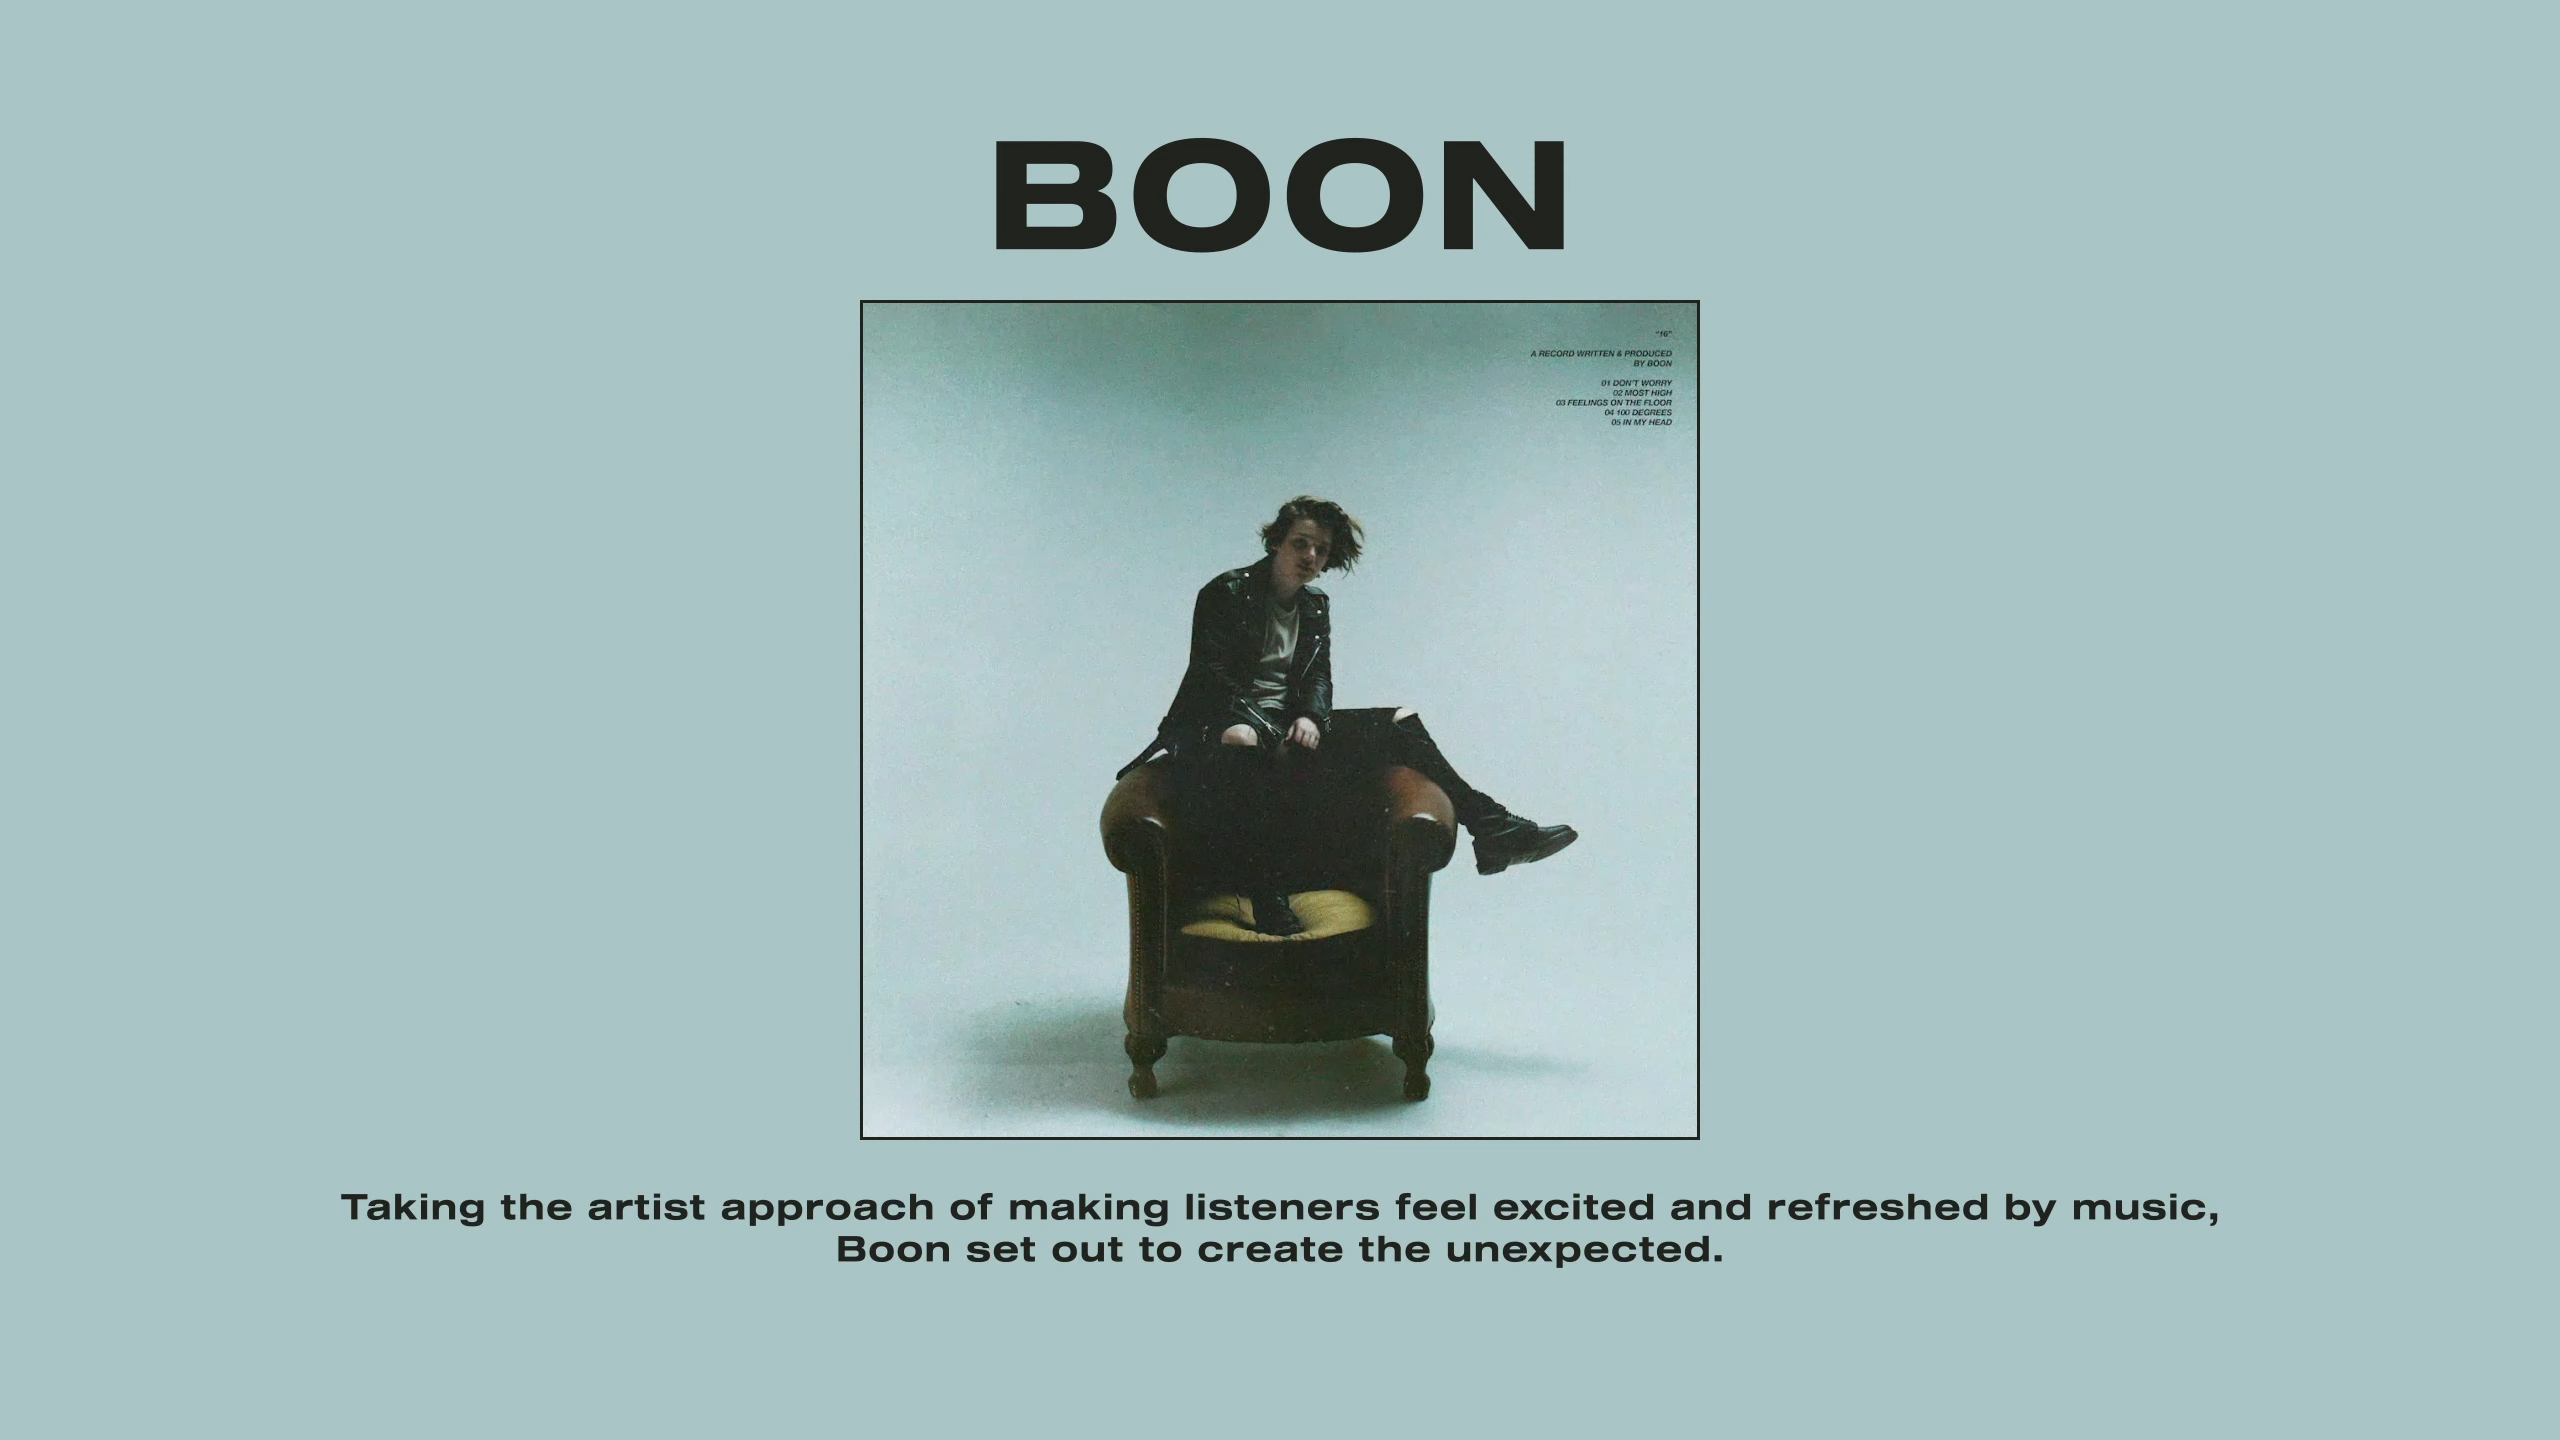 BOON
"16"
A RECORD WRITTEN & PRODUCED
BY BOON
01 DON'T WORRY
02 MOST HIGH
03 FEELINGS ON THE FLOOR
04 100 DEGREES
05 IN MY HEAD
Taking the artist approach of making listeners feel excited and refreshed by music,
Boon set out to create the unexpected.